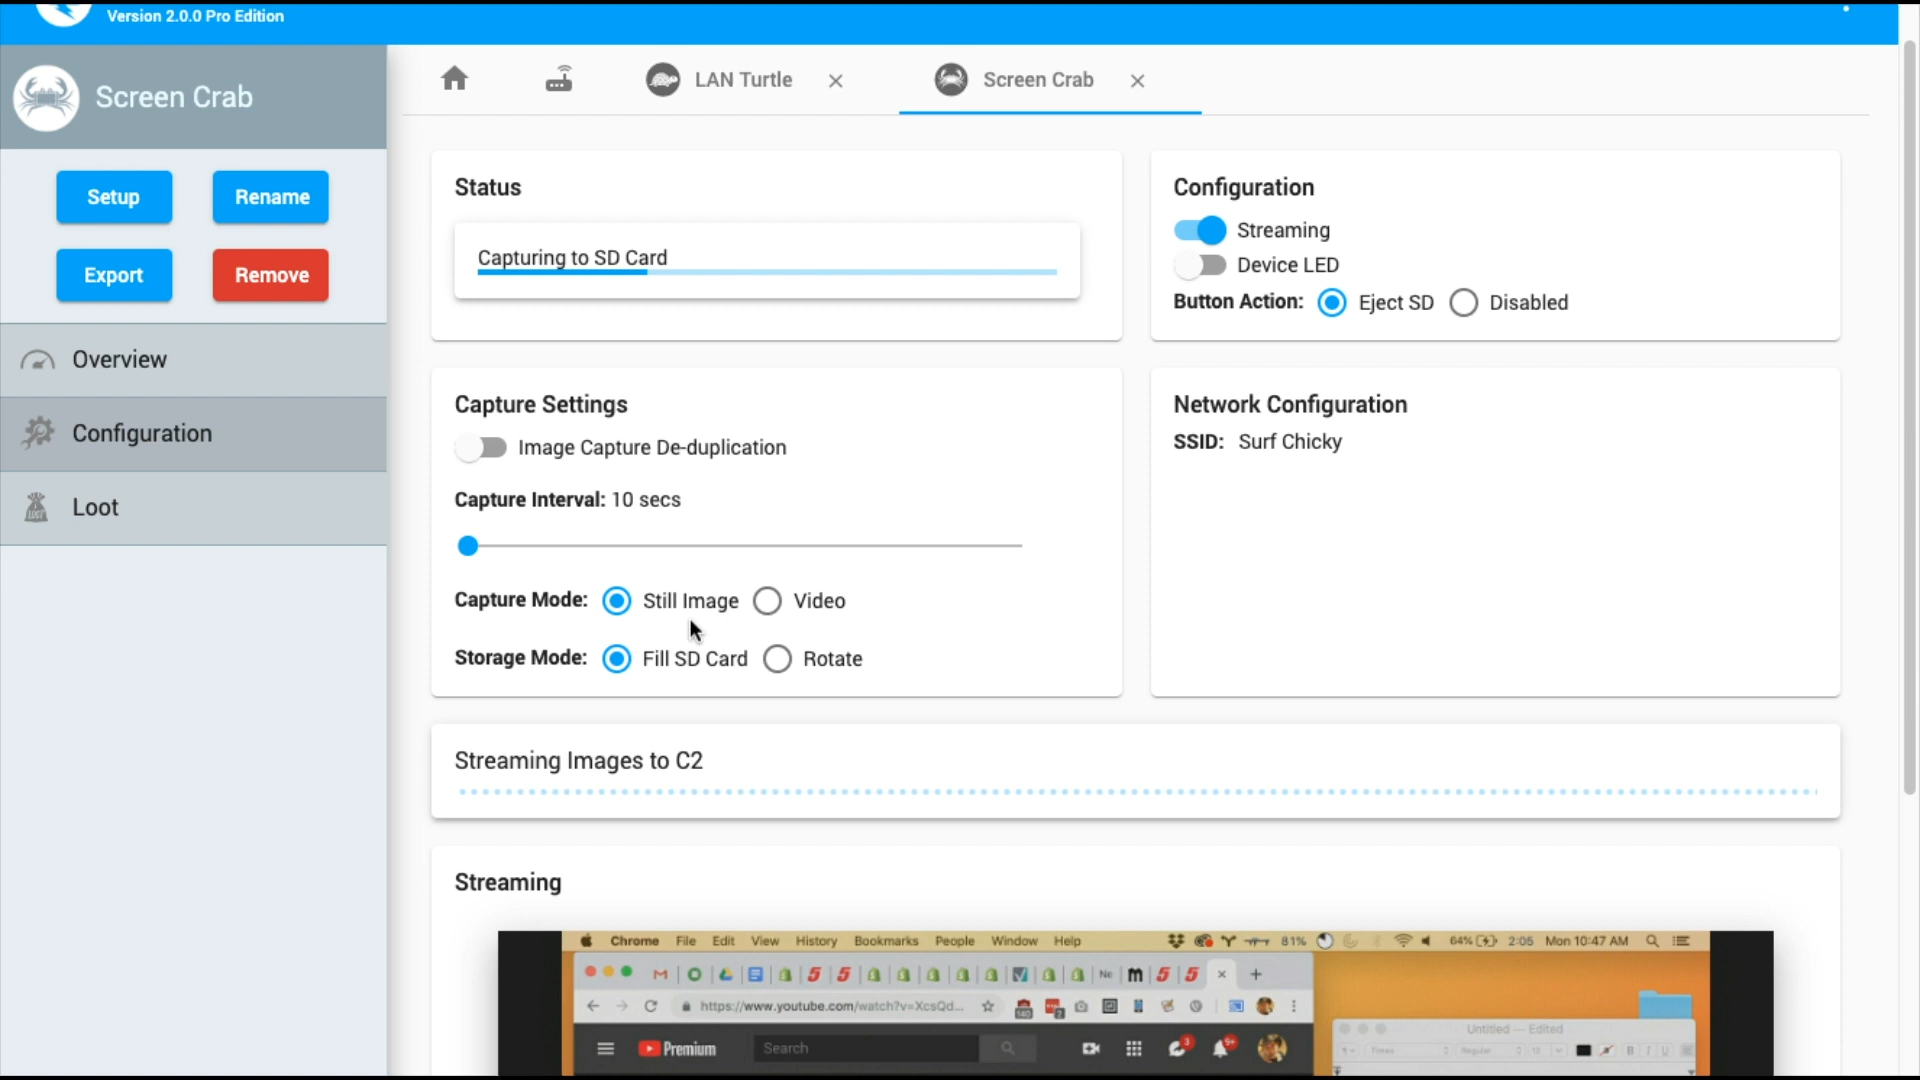 Version 2.0.0 Pro Edition
Screen Crab
LAN Turtle
Screen Crab
Setup
Rename
Export
Remove
Overview
Configuration
Loot
Status
Capturing to SD Card
Configuration
Streaming
Device LED
Button Action: Eject SD Disabled
Capture Settings
Image Capture De-duplication
Capture Interval: 10 secs
Capture Mode: Still Image Video
Storage Mode: Fill SD Card Rotate
Network Configuration
SSID: Surf Chicky
Streaming Images to C2
Streaming
Chrome File Edit View History Bookmarks People Window Help 81% 64% 2:05 Mon 10:47 AM
https://www.youtube.com/watch?v=XcsQd...
Premium
Search
Untitled — Edited
Times Regular